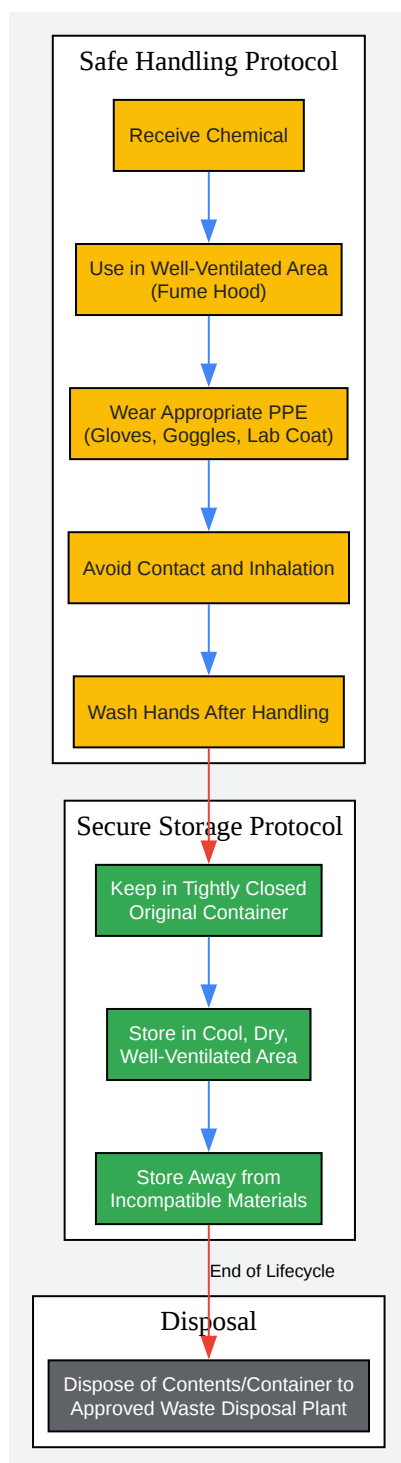 Safe Handling Protocol
Receive Chemical
Use in Well-Ventilated Area
(Fume Hood)
Wear Appropriate PPE
(Gloves, Goggles, Lab Coat)
Avoid Contact and Inhalation
Wash Hands After Handling
Secure Storage Protocol
Keep in Tightly Closed
Original Container
Store in Cool, Dry,
Well-Ventilated Area
Store Away from
Incompatible Materials
End of Lifecycle
Disposal
Dispose of Contents/Container to
Approved Waste Disposal Plant